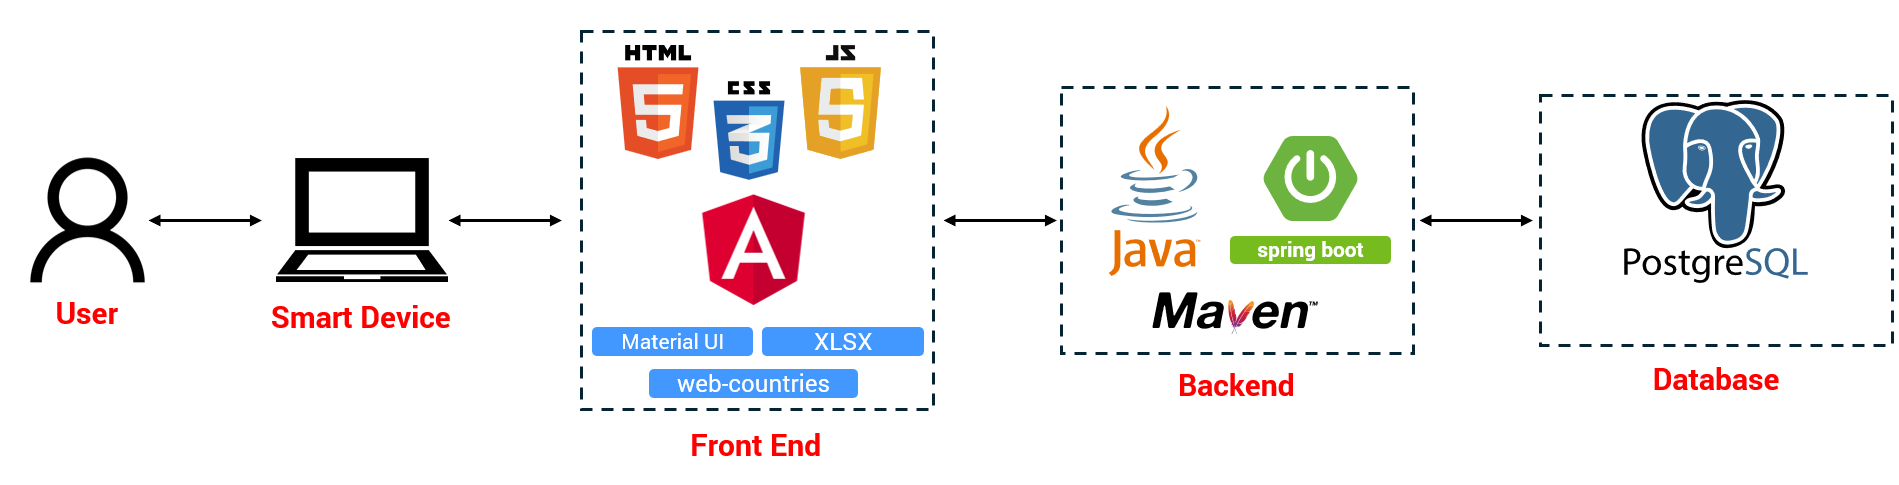 User
Smart Device
HTML
CSS
JS
5
3
5
A
Material UI
XLSX
web-countries
Front End
Java™
spring boot
Maven™
Backend
PostgreSQL
Database